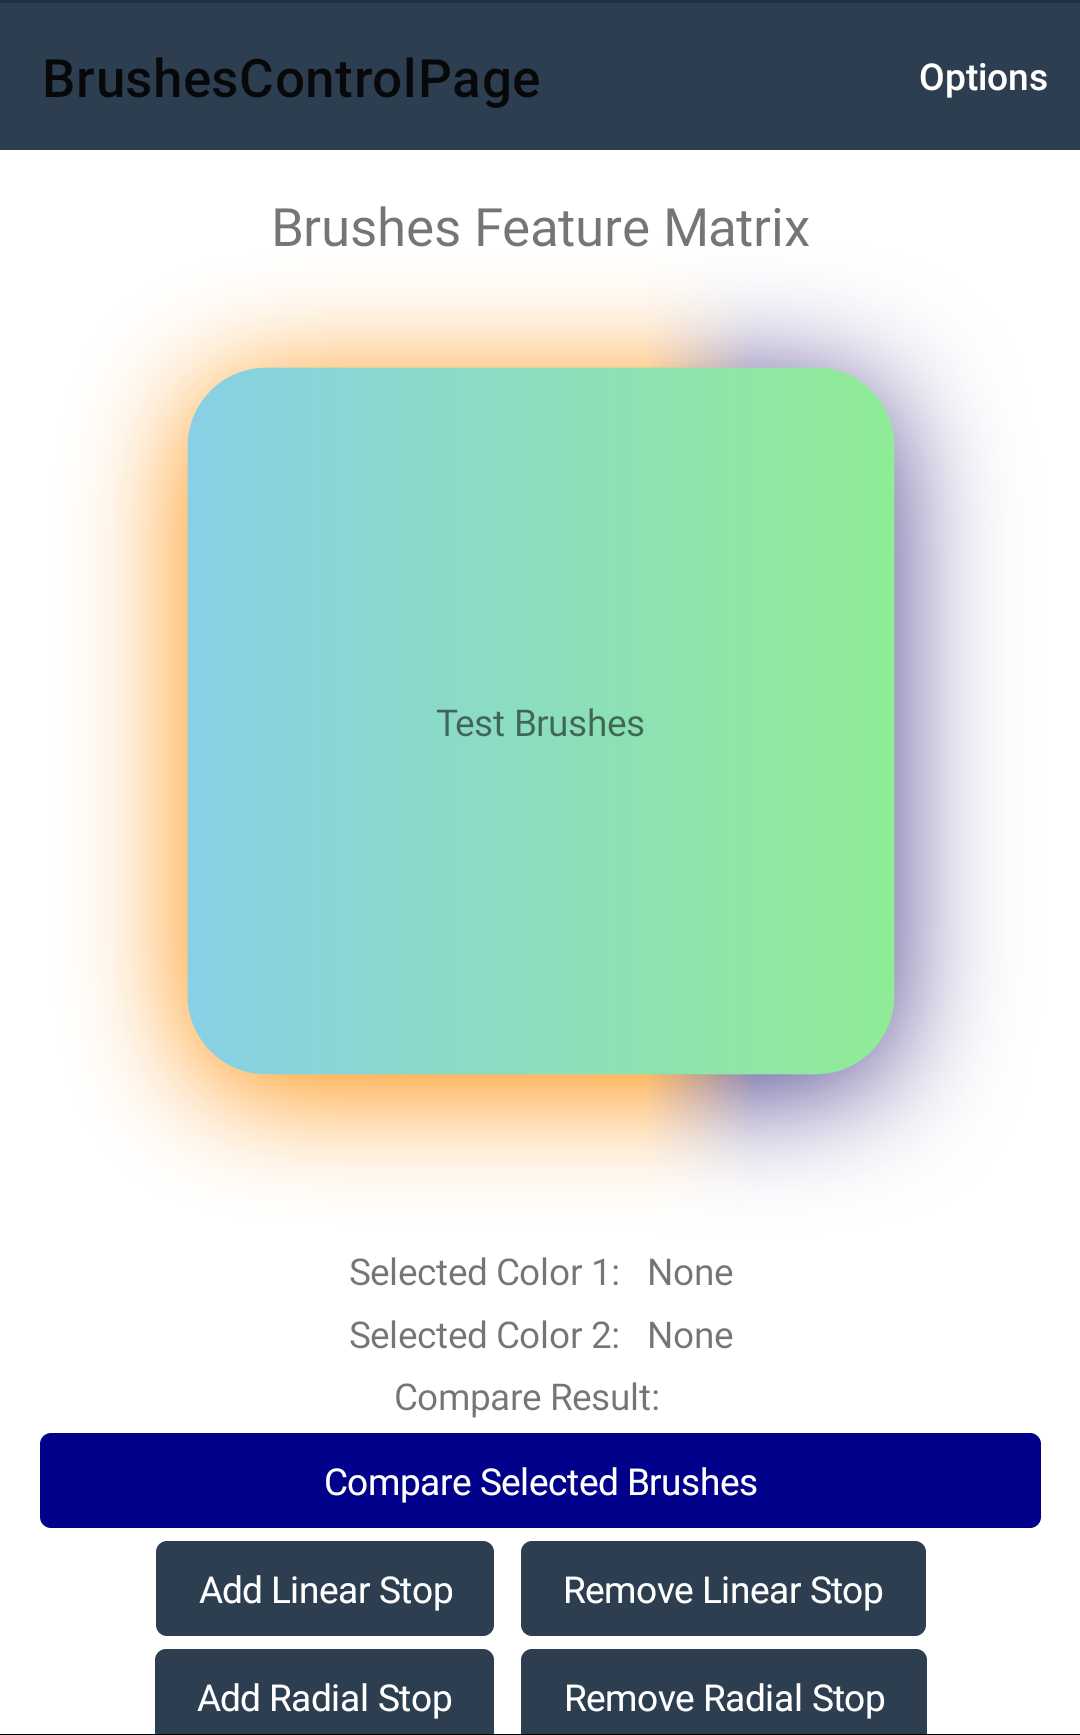 BrushesControlPage Options
Brushes Feature Matrix
Test Brushes
Selected Color 1: None
Selected Color 2: None
Compare Result:
Compare Selected Brushes
Add Linear Stop Remove Linear Stop
Add Radial Stop Remove Radial Stop